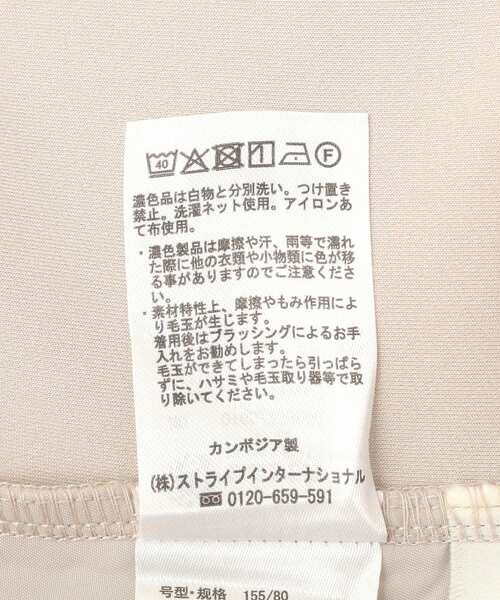 40 F
濃色品は白物と分別洗い。つけ置き
禁止。洗濯ネット使用。アイロンあ
て布使用。
・濃色製品は摩擦や汗、雨等で濡れ
た際に他の衣類や小物類に色が移
る事がありますのでご注意くださ
い。
・素材特性上、摩擦やもみ作用によ
り毛玉が生じます。
着用後はブラッシングによるお手
入れをお勧めします。
毛玉ができてしまったら引っぱら
ずに、ハサミや毛玉取り器等で取
り除いてください。
カンボジア製
(株)ストライプインターナショナル
0120-659-591
号型・规格 155/80